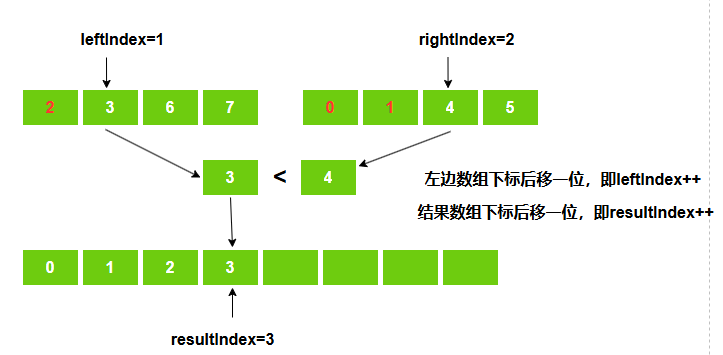 leftIndex=1 rightIndex=2
2 3 6 7 0 1 4 5
3 < 4
左边数组下标后移一位，即leftIndex++
结果数组下标后移一位，即resultIndex++
0 1 2 3
resultIndex=3